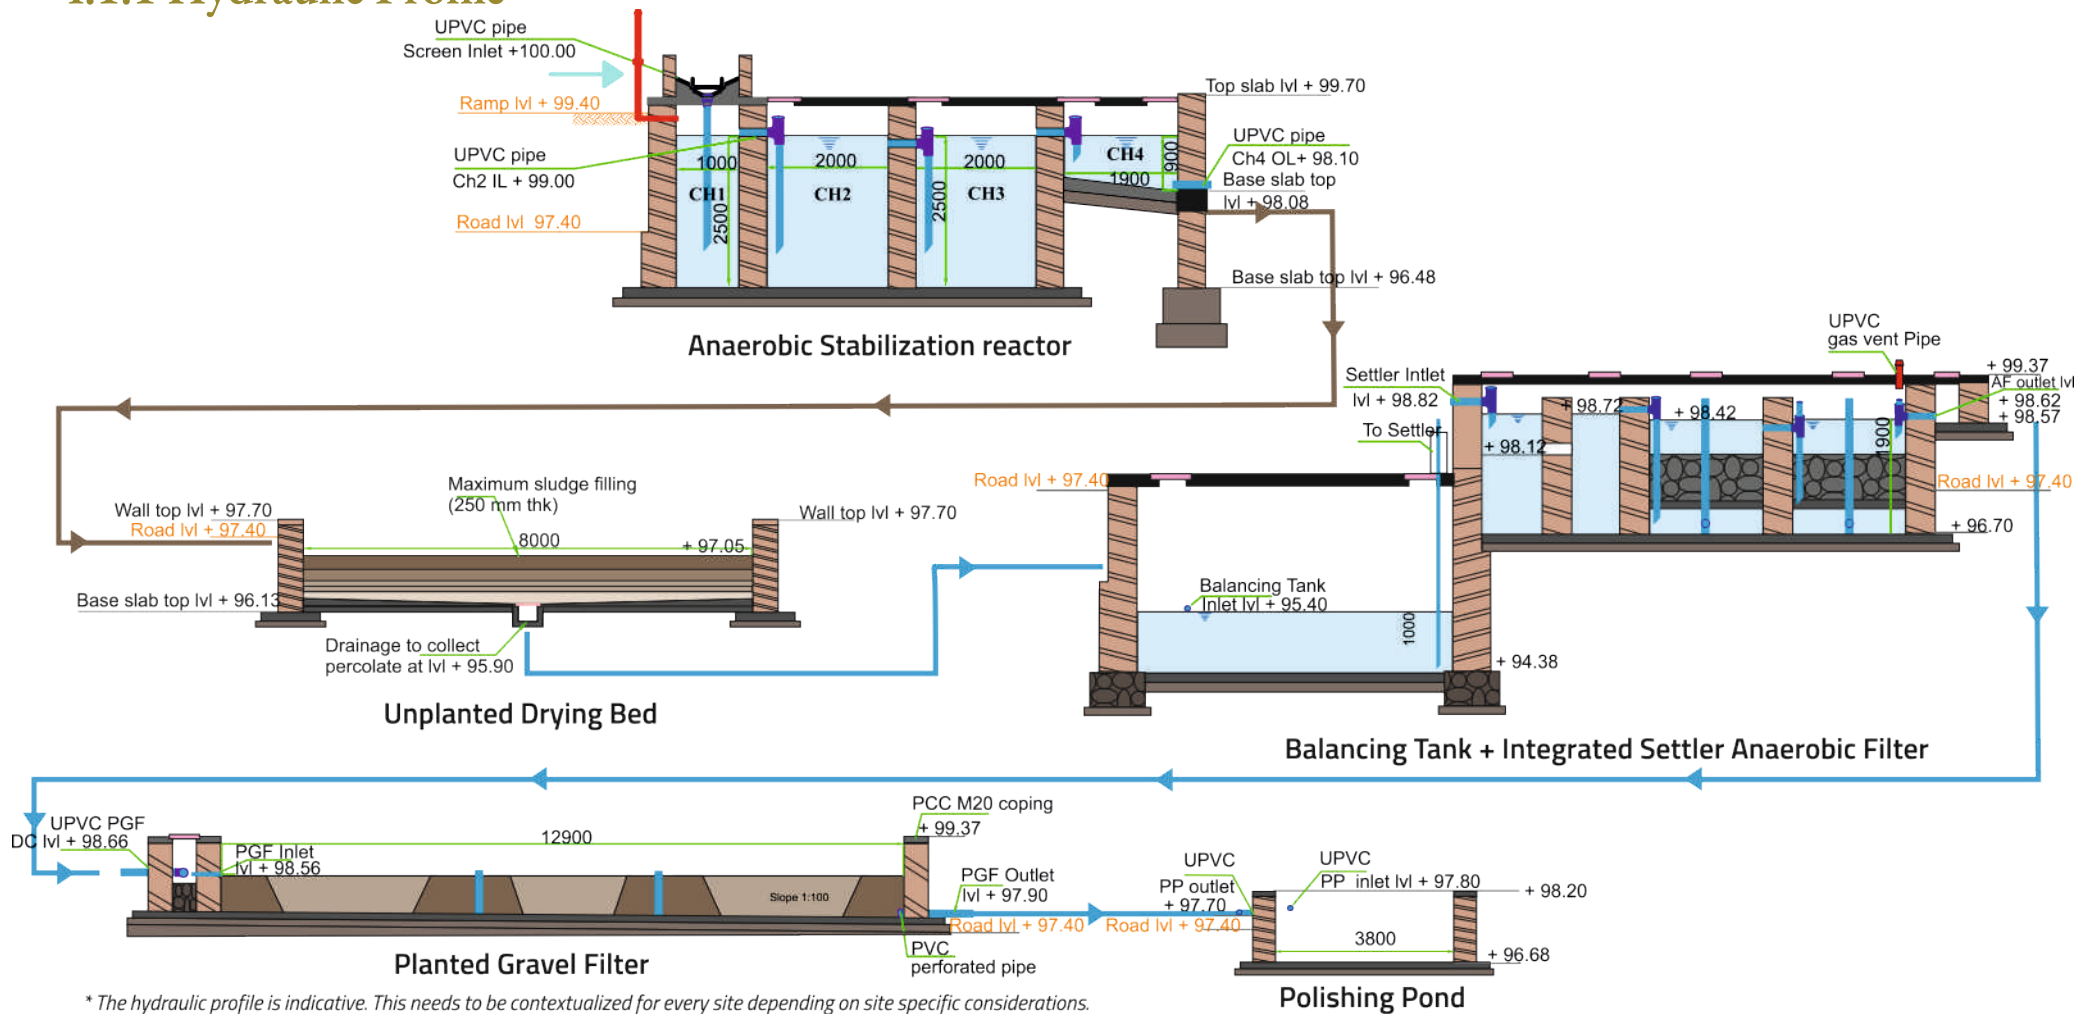 4.1.1 Hydraulic Profile
UPVC pipe
Screen Inlet +100.00
Ramp lvl + 99.40
UPVC pipe
Ch2 IL + 99.00
Road lvl 97.40
1000
2000
2000
CH1
CH2
CH3
CH4
2500
2500
1900
900
Top slab lvl + 99.70
UPVC pipe
Ch4 OL+ 98.10
Base slab top
lvl + 98.08
Base slab top lvl + 96.48
Anaerobic Stabilization reactor
UPVC
gas vent Pipe
Settler Intlet
lvl + 98.82
To Settler
+ 98.72
+ 98.42
+ 98.12
1900
+ 99.37
AF outlet lvl
+ 98.62
+ 98.57
Road lvl + 97.40
+ 96.70
Road lvl + 97.40
Balancing Tank
Inlet lvl + 95.40
1000
+ 94.38
Balancing Tank + Integrated Settler Anaerobic Filter
Maximum sludge filling
(250 mm thk)
Wall top lvl + 97.70
Road lvl + 97.40
8000
+ 97.05
Wall top lvl + 97.70
Base slab top lvl + 96.13
Drainage to collect
percolate at lvl + 95.90
Unplanted Drying Bed
UPVC PGF
DC lvl + 98.66
PGF Inlet
lvl + 98.56
12900
PCC M20 coping
+ 99.37
Slope 1:100
PGF Outlet
lvl + 97.90
Road lvl + 97.40
PVC
perforated pipe
Planted Gravel Filter
UPVC
PP outlet
+ 97.70
Road lvl + 97.40
UPVC
PP inlet lvl + 97.80
+ 98.20
3800
+ 96.68
Polishing Pond
* The hydraulic profile is indicative. This needs to be contextualized for every site depending on site specific considerations.